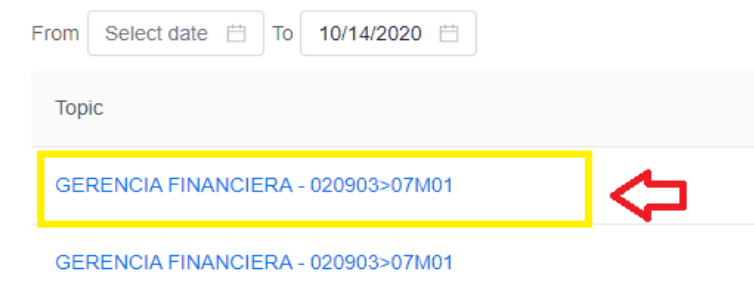 From Select date To 10/14/2020
Topic
GERENCIA FINANCIERA - 020903>07M01
GERENCIA FINANCIERA - 020903>07M01